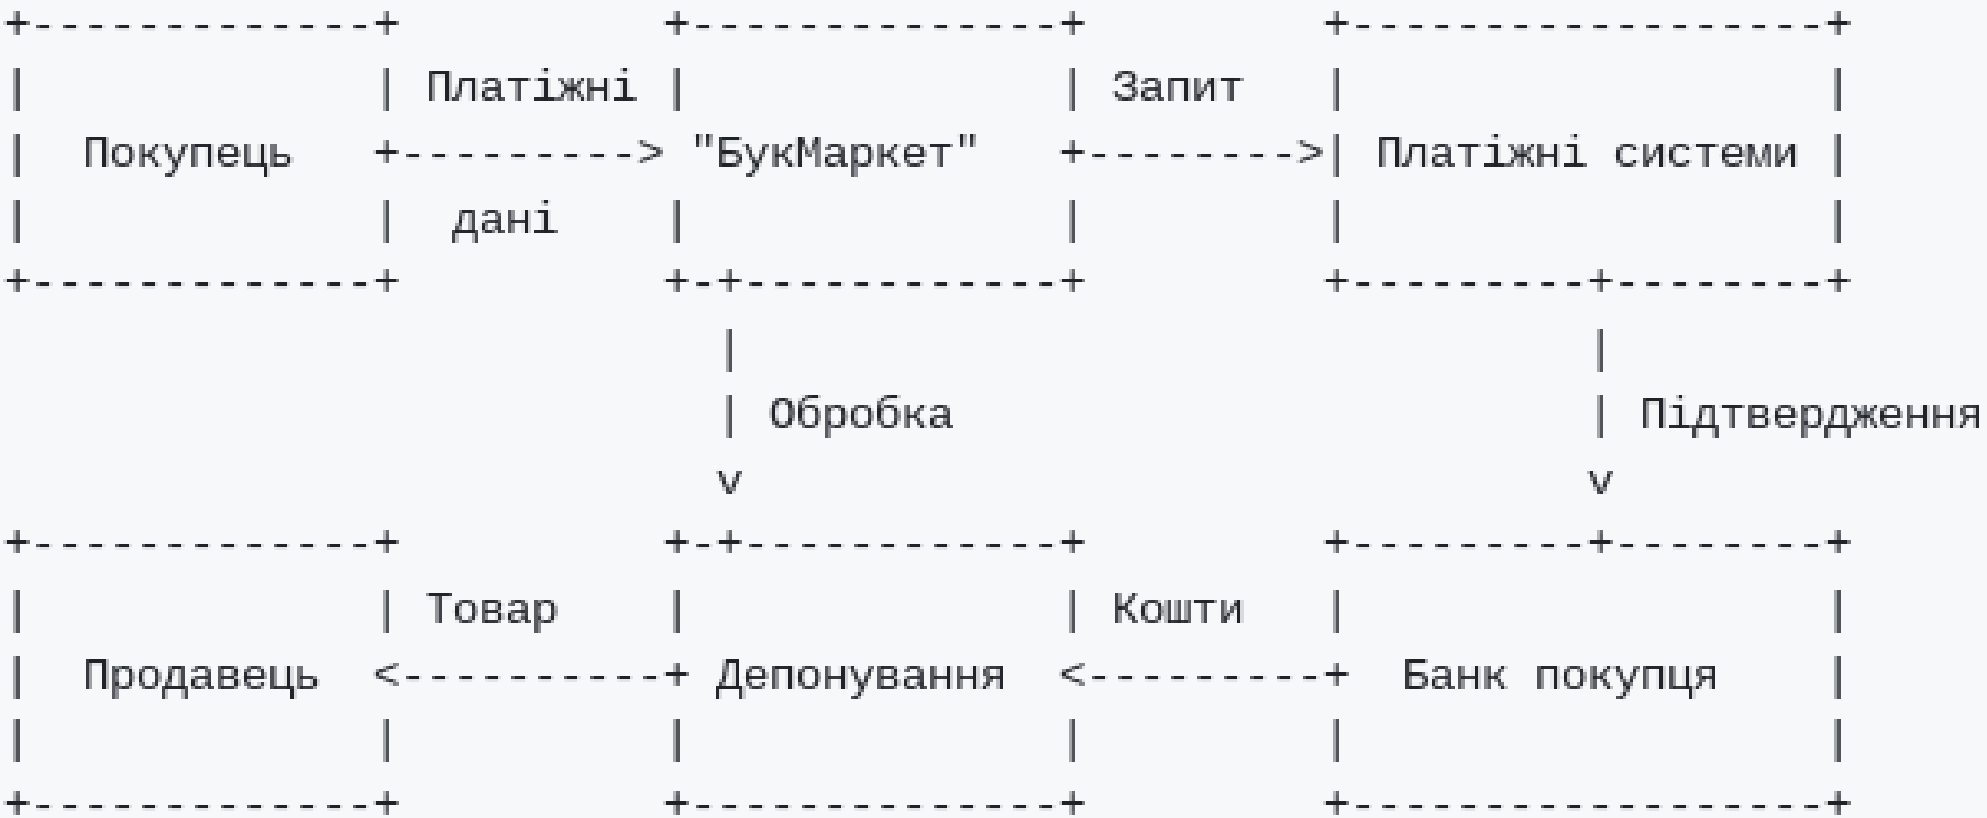 +-------------+          +--------------+         +------------------+
|             | Платіжні |              | Запит   |                  |
|  Покупець   +---------> "БукМаркет"   +-------->| Платіжні системи |
|             |  дані    |              |         |                  |
+-------------+          +-+------------+         +---------+--------+
                           |                                |
                           | Обробка                        | Підтвердження
                           v                                v
+-------------+          +-+------------+         +---------+--------+
|             | Товар    |              | Кошти   |                  |
|  Продавець  <----------+ Депонування  <---------+  Банк покупця    |
|             |          |              |         |                  |
+-------------+          +--------------+         +------------------+